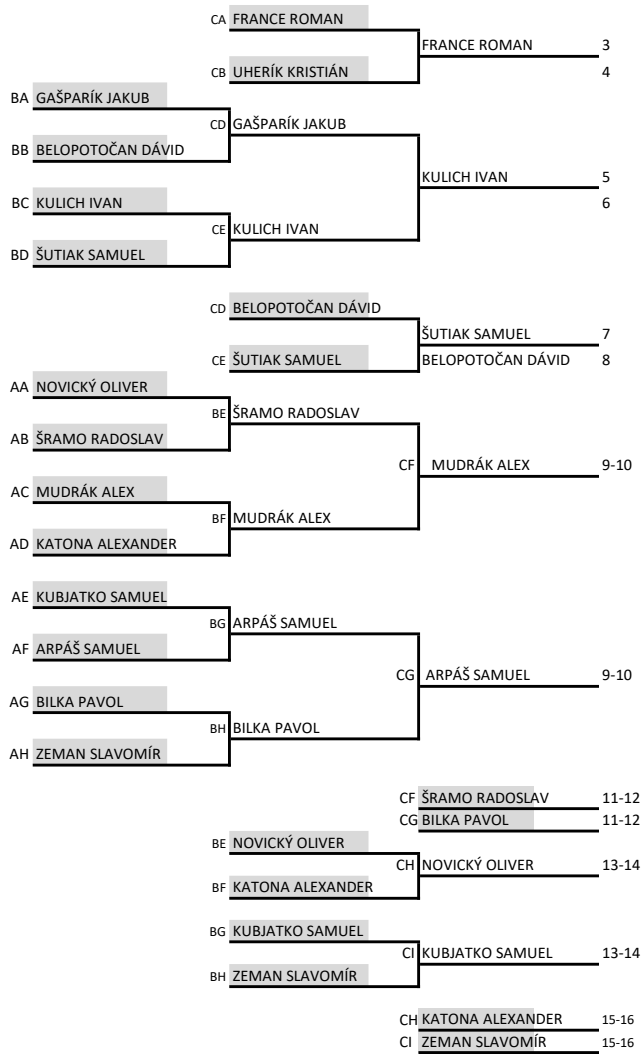 CA FRANCE ROMAN
FRANCE ROMAN 3
CB UHERÍK KRISTIÁN 4
BA GAŠPARÍK JAKUB
CD GAŠPARÍK JAKUB
BB BELOPOTOČAN DÁVID
KULICH IVAN 5
BC KULICH IVAN 6
CE KULICH IVAN
BD ŠUTIAK SAMUEL
CD BELOPOTOČAN DÁVID
ŠUTIAK SAMUEL 7
CE ŠUTIAK SAMUEL BELOPOTOČAN DÁVID 8
AA NOVICKÝ OLIVER
BE ŠRAMO RADOSLAV
AB ŠRAMO RADOSLAV
CF MUDRÁK ALEX 9-10
AC MUDRÁK ALEX
BF MUDRÁK ALEX
AD KATONA ALEXANDER
AE KUBJATKO SAMUEL
BG ARPÁŠ SAMUEL
AF ARPÁŠ SAMUEL
CG ARPÁŠ SAMUEL 9-10
AG BILKA PAVOL
BH BILKA PAVOL
AH ZEMAN SLAVOMÍR
CF ŠRAMO RADOSLAV 11-12
CG BILKA PAVOL 11-12
BE NOVICKÝ OLIVER
CH NOVICKÝ OLIVER 13-14
BF KATONA ALEXANDER
BG KUBJATKO SAMUEL
CI KUBJATKO SAMUEL 13-14
BH ZEMAN SLAVOMÍR
CH KATONA ALEXANDER 15-16
CI ZEMAN SLAVOMÍR 15-16